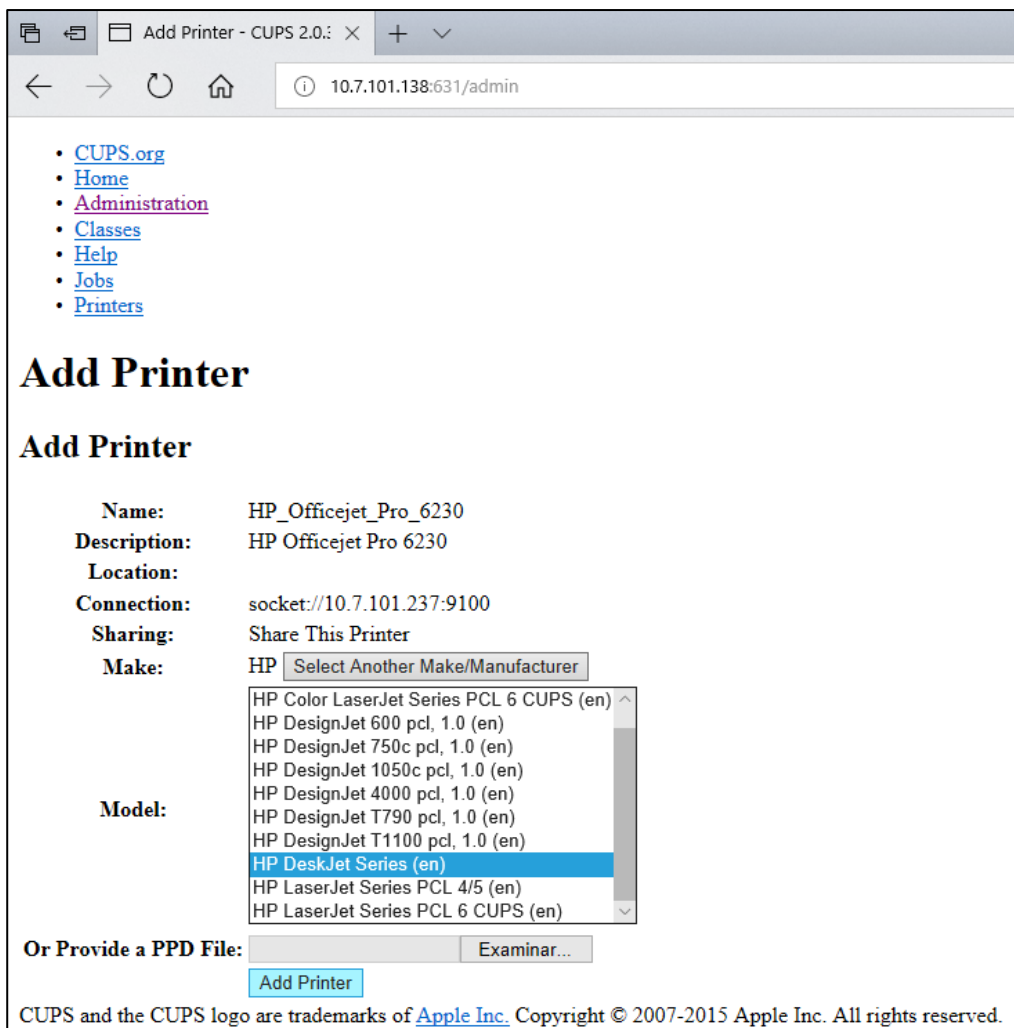 Add Printer - CUPS 2.0.:
10.7.101.138:631/admin
• CUPS.org
• Home
• Administration
• Classes
• Help
• Jobs
• Printers
Add Printer
Add Printer
Name: HP_Officejet_Pro_6230
Description: HP Officejet Pro 6230
Location:
Connection: socket://10.7.101.237:9100
Sharing: Share This Printer
Make: HP Select Another Make/Manufacturer
Model:
HP Color LaserJet Series PCL 6 CUPS (en)
HP DesignJet 600 pcl, 1.0 (en)
HP DesignJet 750c pcl, 1.0 (en)
HP DesignJet 1050c pcl, 1.0 (en)
HP DesignJet 4000 pcl, 1.0 (en)
HP DesignJet T790 pcl, 1.0 (en)
HP DesignJet T1100 pcl, 1.0 (en)
HP DeskJet Series (en)
HP LaserJet Series PCL 4/5 (en)
HP LaserJet Series PCL 6 CUPS (en)
Or Provide a PPD File: Examinar...
Add Printer
CUPS and the CUPS logo are trademarks of Apple Inc. Copyright © 2007-2015 Apple Inc. All rights reserved.